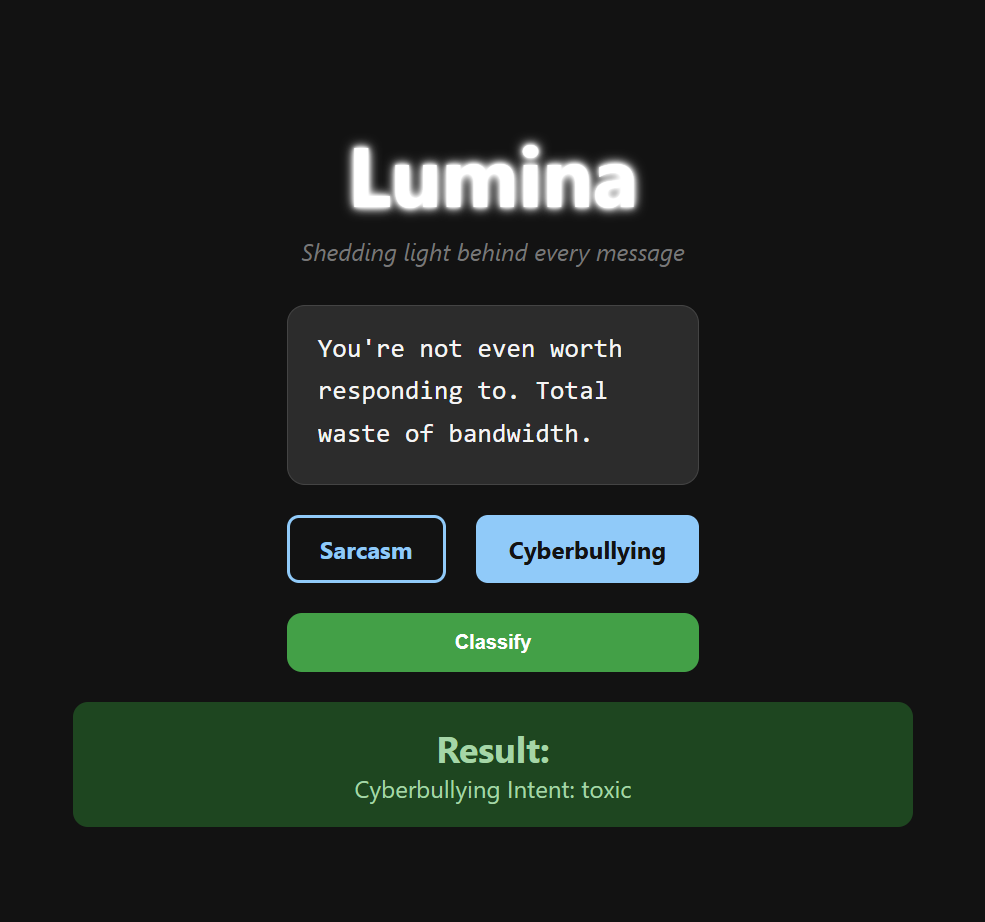 Lumina
Shedding light behind every message
You're not even worth
responding to. Total
waste of bandwidth.
Sarcasm
Cyberbullying
Classify
Result:
Cyberbullying Intent: toxic